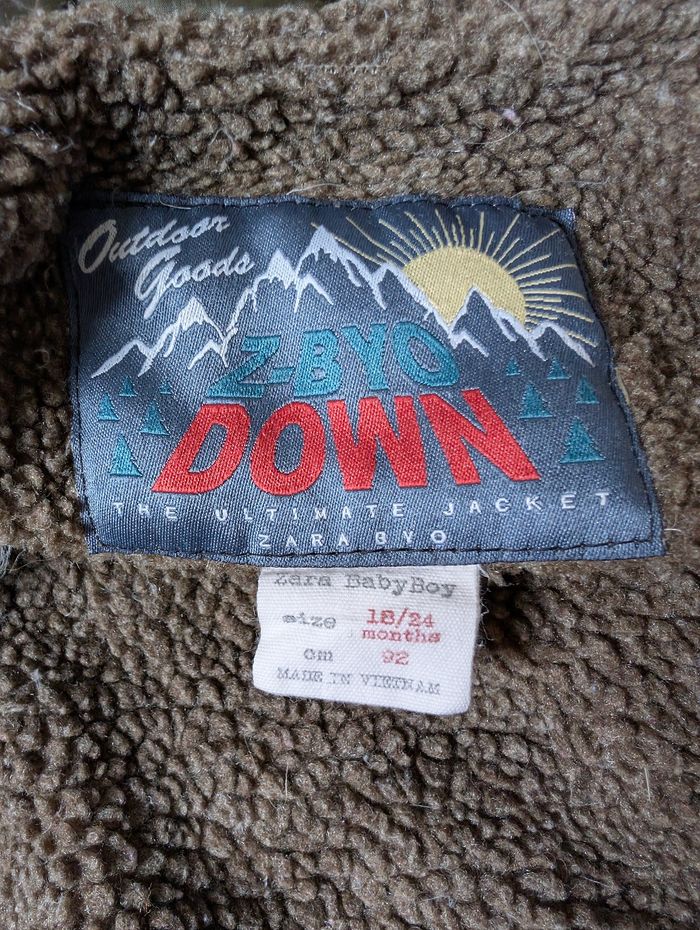 Outdoor
Goods
Z-BYO
DOWN
THE ULTIMATE JACKET
ZARA BYO
Zara BabyBoy
size 18/24
months
cm 92
MADE IN VIETNAM